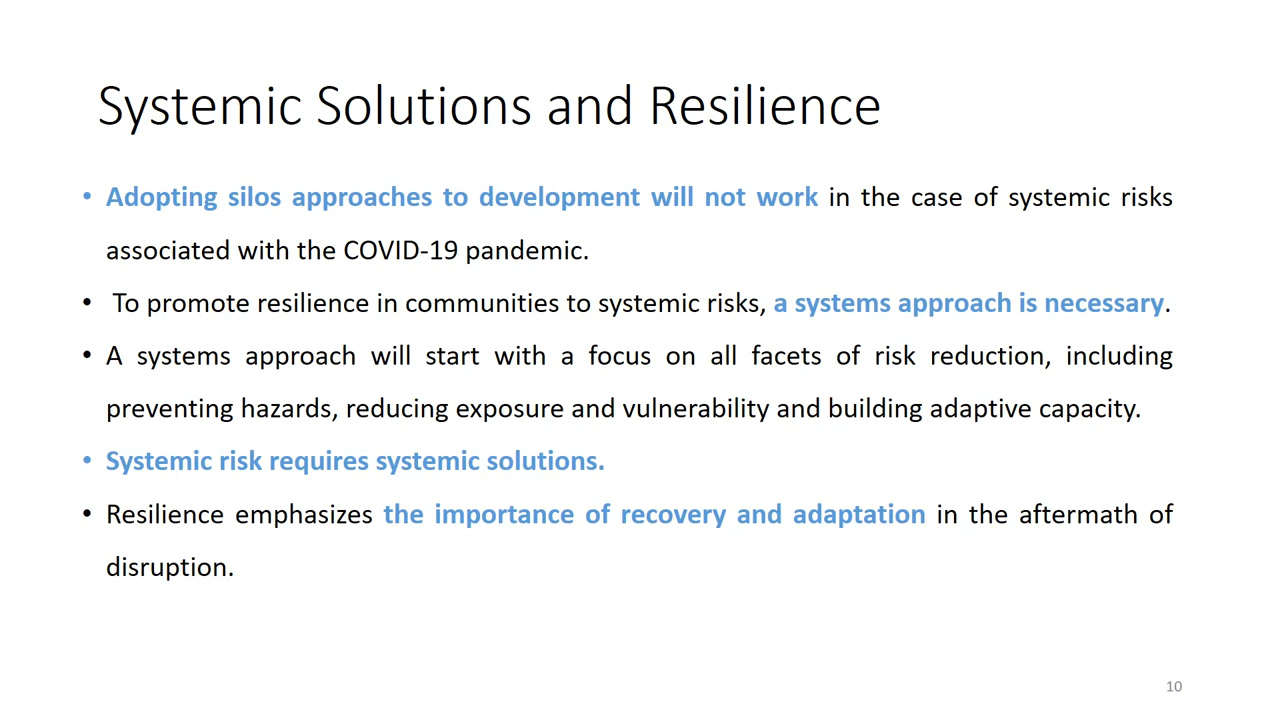 Systemic Solutions and Resilience
• Adopting silos approaches to development will not work in the case of systemic risks
associated with the COVID-19 pandemic.
• To promote resilience in communities to systemic risks, a systems approach is necessary.
• A systems approach will start with a focus on all facets of risk reduction, including
preventing hazards, reducing exposure and vulnerability and building adaptive capacity.
• Systemic risk requires systemic solutions.
• Resilience emphasizes the importance of recovery and adaptation in the aftermath of
disruption.
10